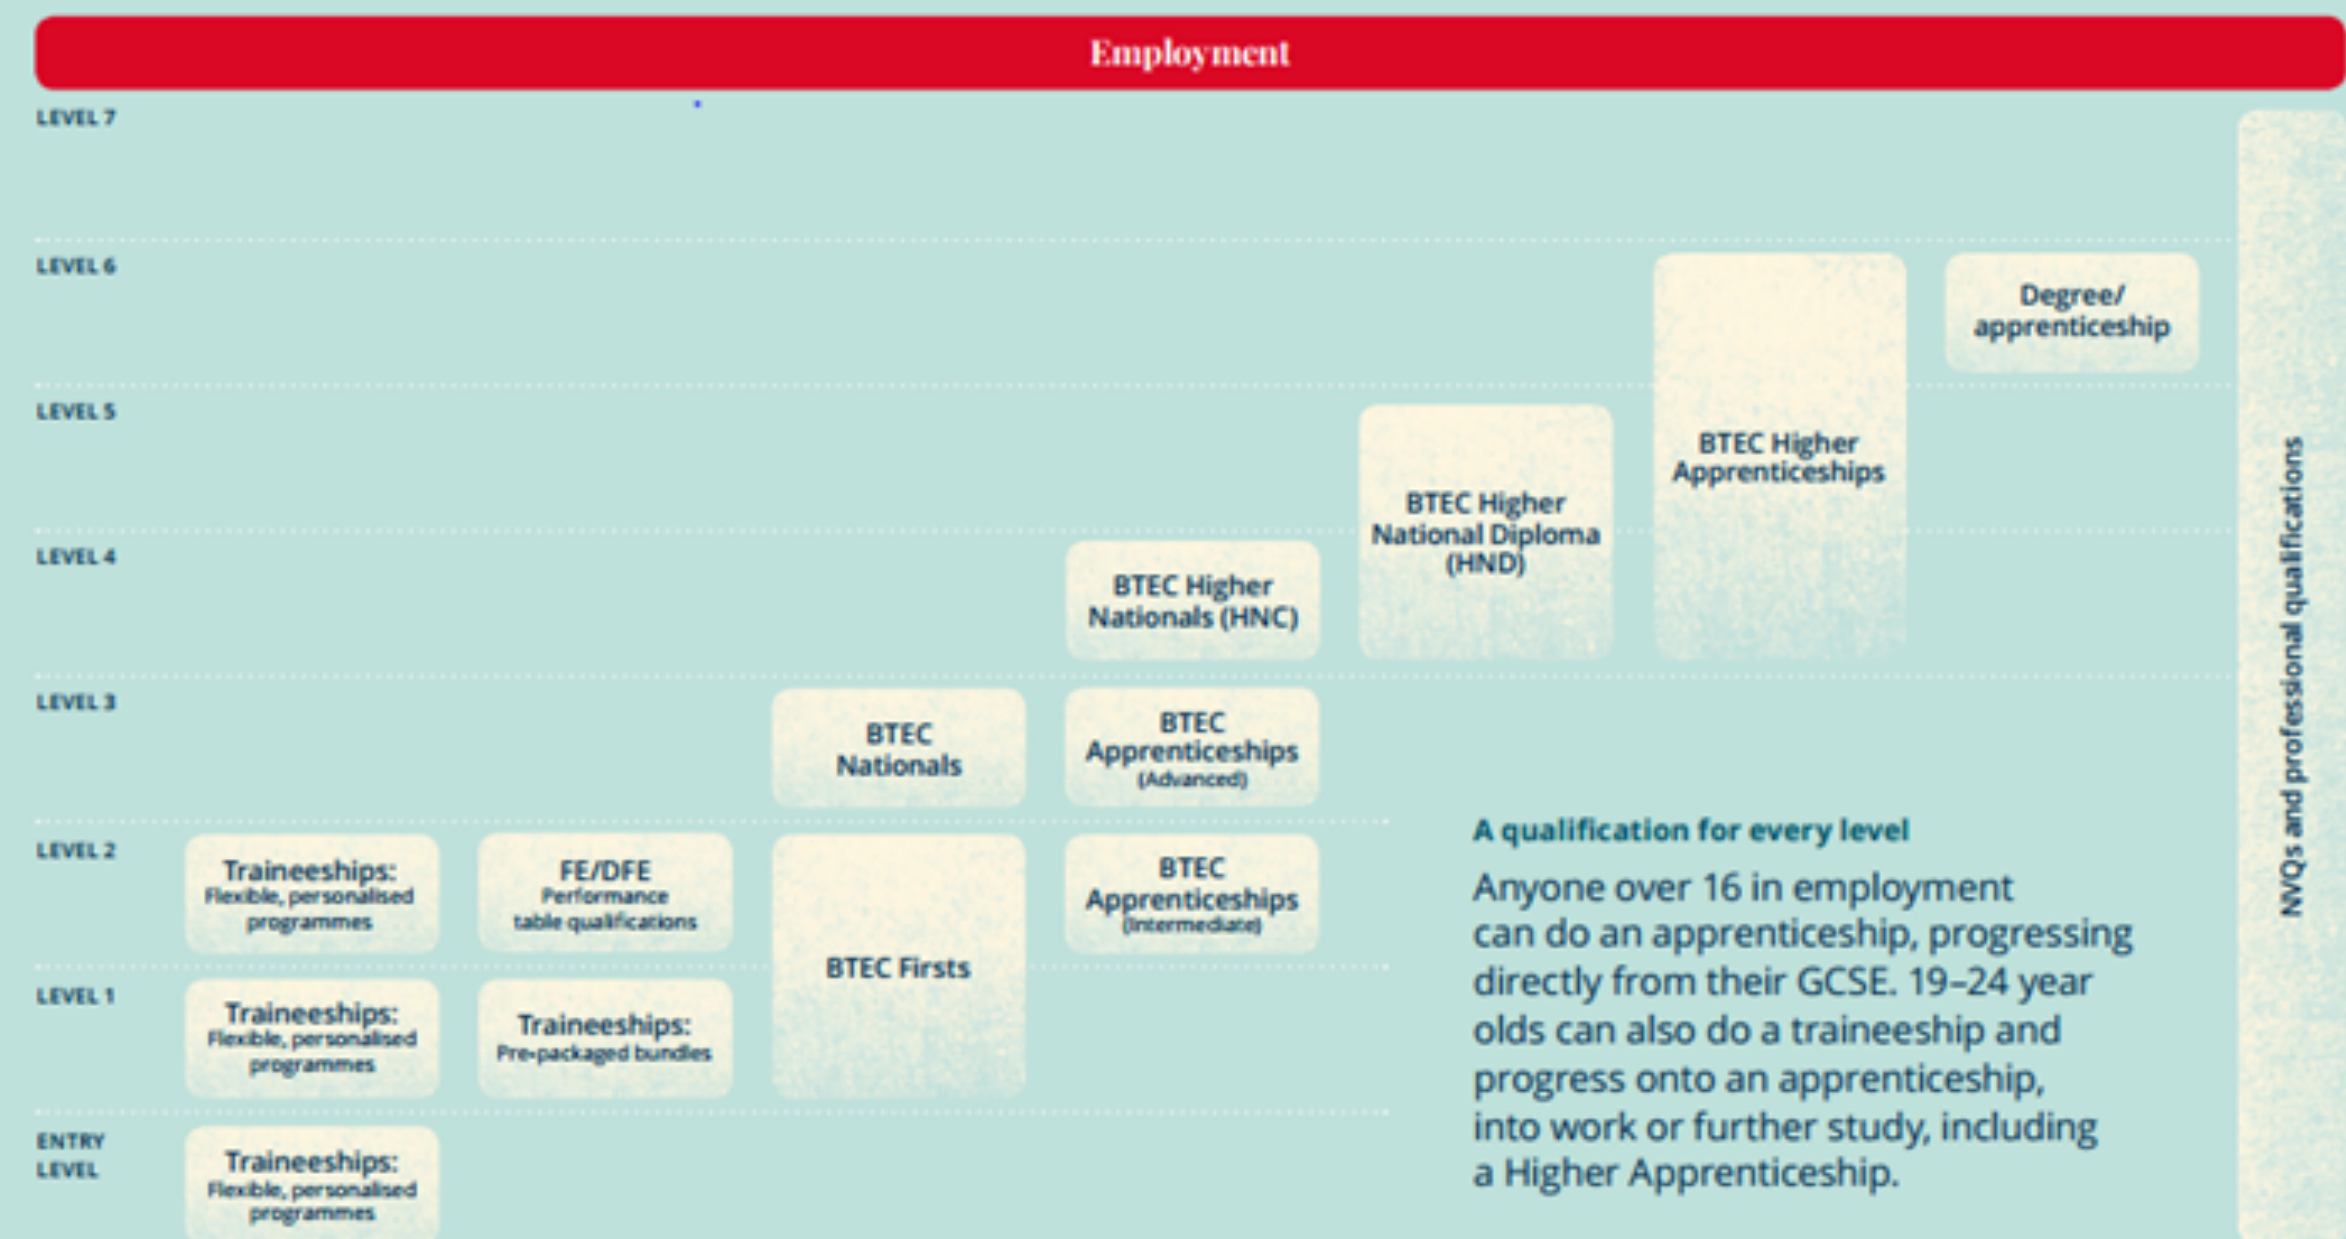 Employment
LEVEL 7
LEVEL 6
Degree/
apprenticeship
LEVEL 5
BTEC Higher
Apprenticeships
BTEC Higher
National Diploma
(HND)
LEVEL 4
BTEC Higher
Nationals (HNC)
LEVEL 3
BTEC
Nationals
BTEC
Apprenticeships
(Advanced)
LEVEL 2
Traineeships:
Flexible, personalised
programmes
FE/DFE
Performance
table qualifications
BTEC Firsts
BTEC
Apprenticeships
(Intermediate)
LEVEL 1
Traineeships:
Flexible, personalised
programmes
Traineeships:
Pre-packaged bundles
ENTRY
LEVEL
Traineeships:
Flexible, personalised
programmes
A qualification for every level
Anyone over 16 in employment
can do an apprenticeship, progressing
directly from their GCSE. 19–24 year
olds can also do a traineeship and
progress onto an apprenticeship,
into work or further study, including
a Higher Apprenticeship.
NVQs and professional qualifications